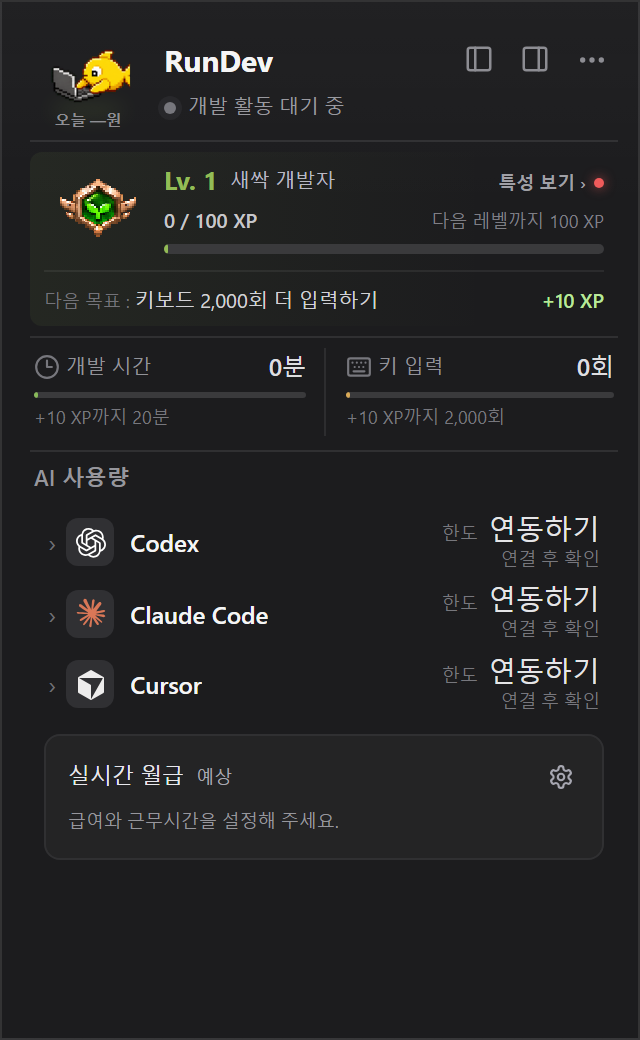 RunDev
개발 활동 대기 중
오늘 —원
Lv. 1 새싹 개발자 특성 보기 ›
0 / 100 XP 다음 레벨까지 100 XP
다음 목표 : 키보드 2,000회 더 입력하기 +10 XP
개발 시간 0분
+10 XP까지 20분
키 입력 0회
+10 XP까지 2,000회
AI 사용량
› Codex 한도 연동하기
연결 후 확인
› Claude Code 한도 연동하기
연결 후 확인
› Cursor 한도 연동하기
연결 후 확인
실시간 월급 예상
급여와 근무시간을 설정해 주세요.